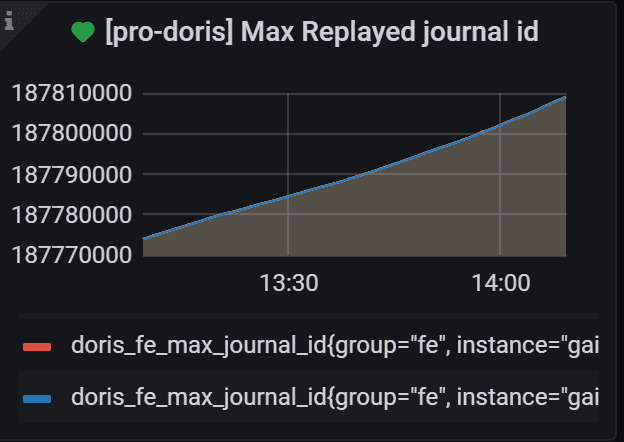 i
[pro-doris] Max Replayed journal id
187810000
187800000
187790000
187780000
187770000
13:30
14:00
doris_fe_max_journal_id{group="fe", instance="gai
doris_fe_max_journal_id{group="fe", instance="gai